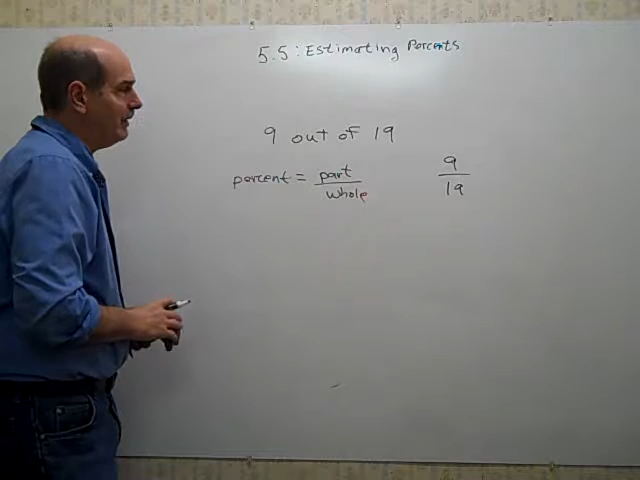 5.5: Estimating Percents
9 out of 19
percent = part
whole
9
19